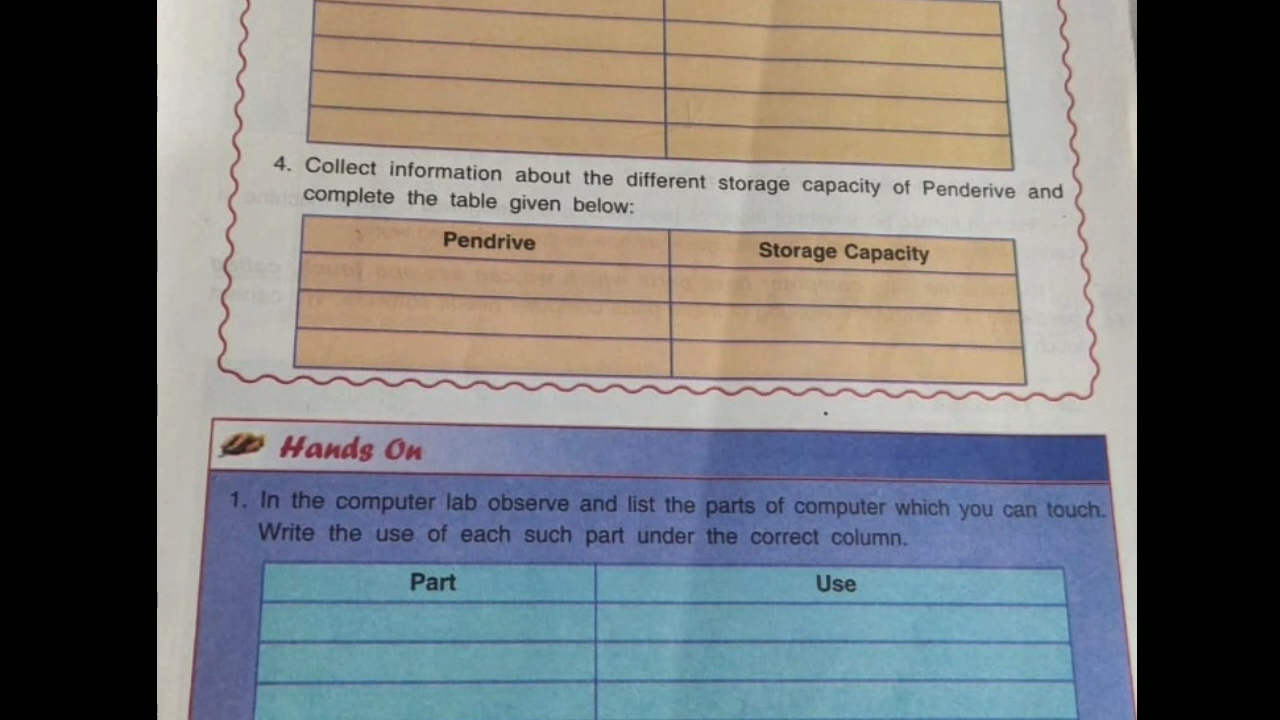 4. Collect information about the different storage capacity of Penderive and
complete the table given below:
Pendrive Storage Capacity
Hands On
1. In the computer lab observe and list the parts of computer which you can touch.
Write the use of each such part under the correct column.
Part Use